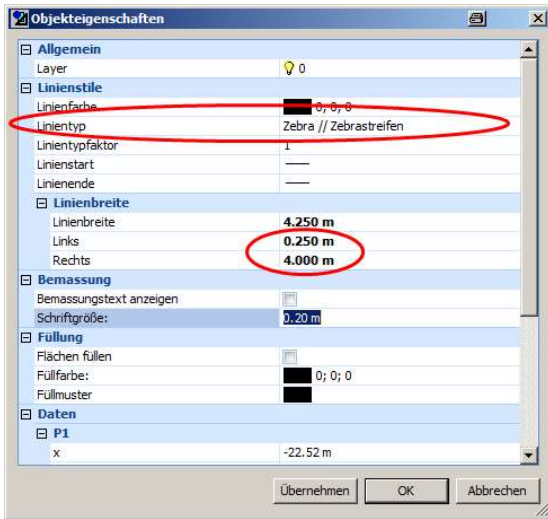 Objekteigenschaften
Allgemein
Layer 0
Linienstile
Linienfarbe 0; 0; 0
Linientyp Zebra // Zebrastreifen
Linientypfaktor 1
Linienstart
Linienende
Linienbreite
Linienbreite 4.250 m
Links 0.250 m
Rechts 4.000 m
Bemassung
Bemassungstext anzeigen
Schriftgröße: 0.20 m
Füllung
Flächen füllen
Füllfarbe: 0; 0; 0
Füllmuster
Daten
P1
x -22.52 m
Übernehmen OK Abbrechen